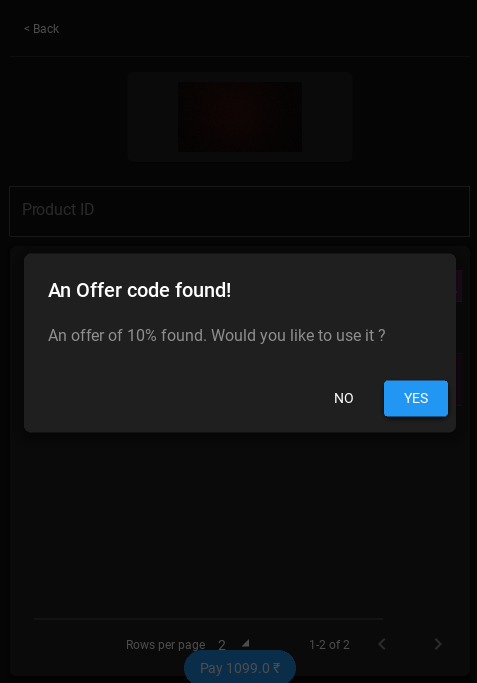 < Back
Product ID
An Offer code found!
An offer of 10% found. Would you like to use it ?
NO YES
Rows per page 2 1-2 of 2
Pay 1099.0 ₹